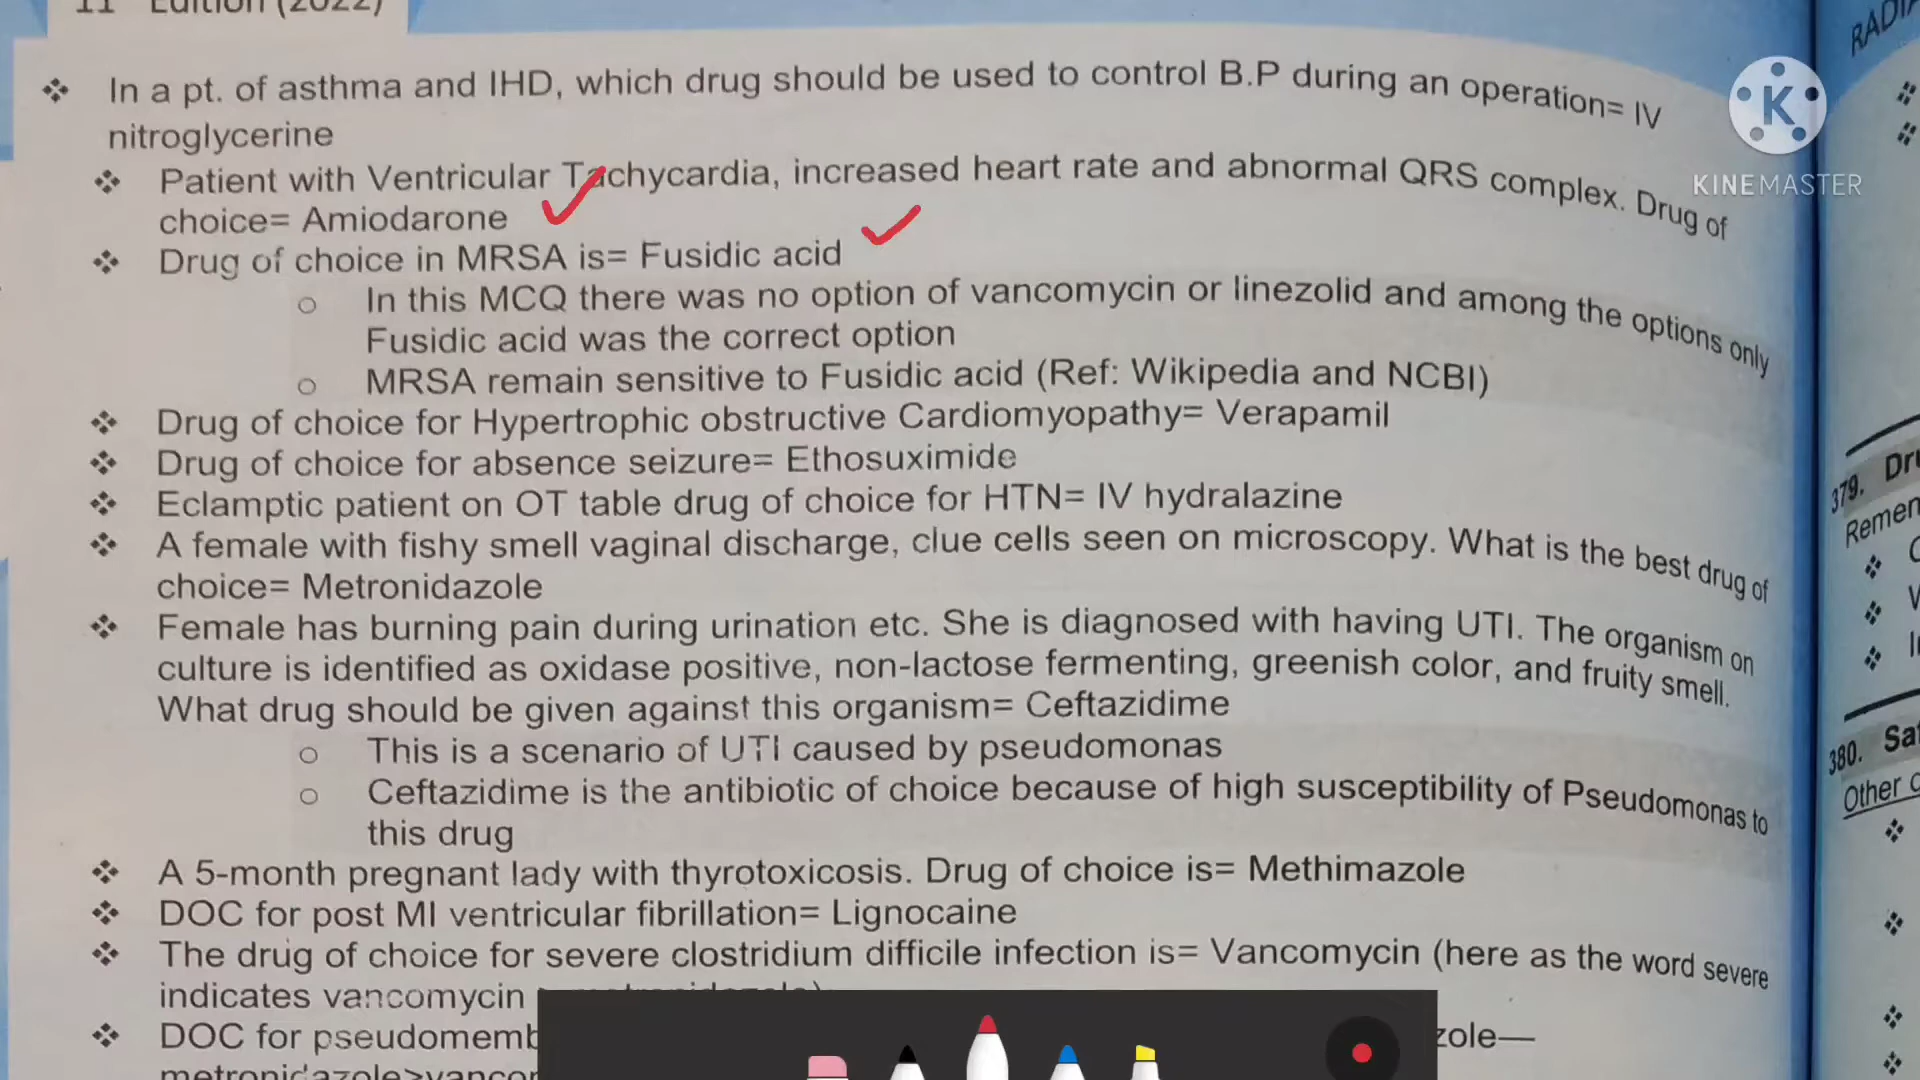 11 Edition (2022)
In a pt. of asthma and IHD, which drug should be used to control B.P during an operation= IV
nitroglycerine
Patient with Ventricular Tachycardia, increased heart rate and abnormal QRS complex. Drug of
choice= Amiodarone
Drug of choice in MRSA is= Fusidic acid
In this MCQ there was no option of vancomycin or linezolid and among the options only
Fusidic acid was the correct option
MRSA remain sensitive to Fusidic acid (Ref: Wikipedia and NCBI)
Drug of choice for Hypertrophic obstructive Cardiomyopathy= Verapamil
Drug of choice for absence seizure= Ethosuximide
Eclamptic patient on OT table drug of choice for HTN= IV hydralazine
A female with fishy smell vaginal discharge, clue cells seen on microscopy. What is the best drug of
choice= Metronidazole
Female has burning pain during urination etc. She is diagnosed with having UTI. The organism on
culture is identified as oxidase positive, non-lactose fermenting, greenish color, and fruity smell.
What drug should be given against this organism= Ceftazidime
This is a scenario of UTI caused by pseudomonas
Ceftazidime is the antibiotic of choice because of high susceptibility of Pseudomonas to
this drug
A 5-month pregnant lady with thyrotoxicosis. Drug of choice is= Methimazole
DOC for post MI ventricular fibrillation= Lignocaine
The drug of choice for severe clostridium difficile infection is= Vancomycin (here as the word severe
indicates vancomycin
DOC for
K
KINEMASTER
379.
380.
Other